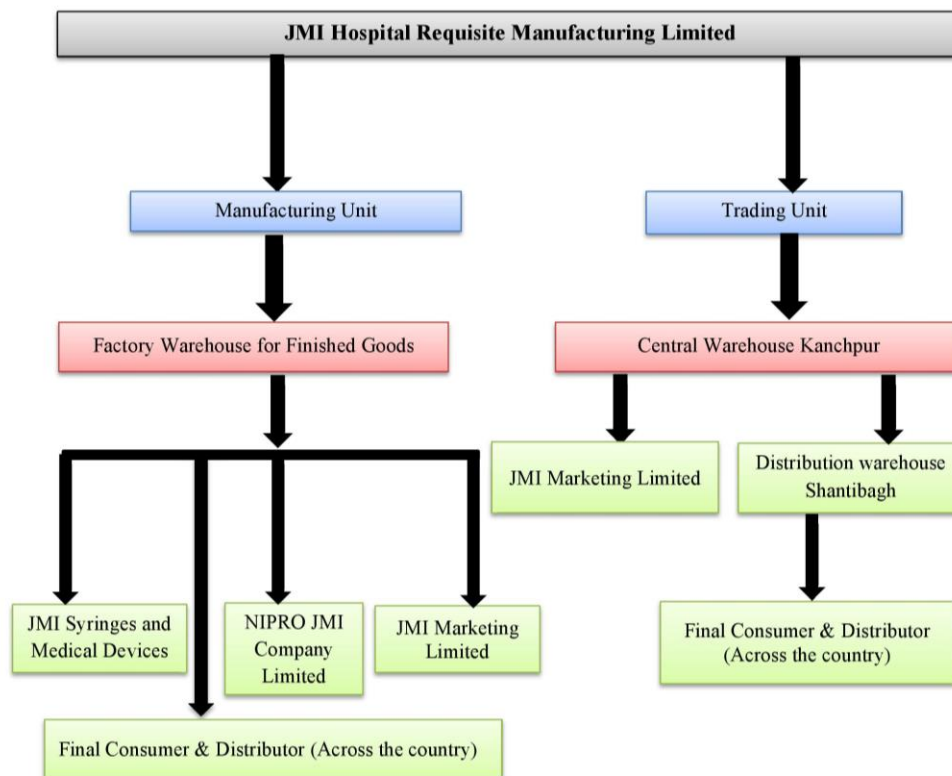 JMI Hospital Requisite Manufacturing Limited
Manufacturing Unit
Trading Unit
Factory Warehouse for Finished Goods
Central Warehouse Kanchpur
JMI Marketing Limited
Distribution warehouse
Shantibagh
JMI Syringes and
Medical Devices
NIPRO JMI
Company
Limited
JMI Marketing
Limited
Final Consumer & Distributor
(Across the country)
Final Consumer & Distributor (Across the country)